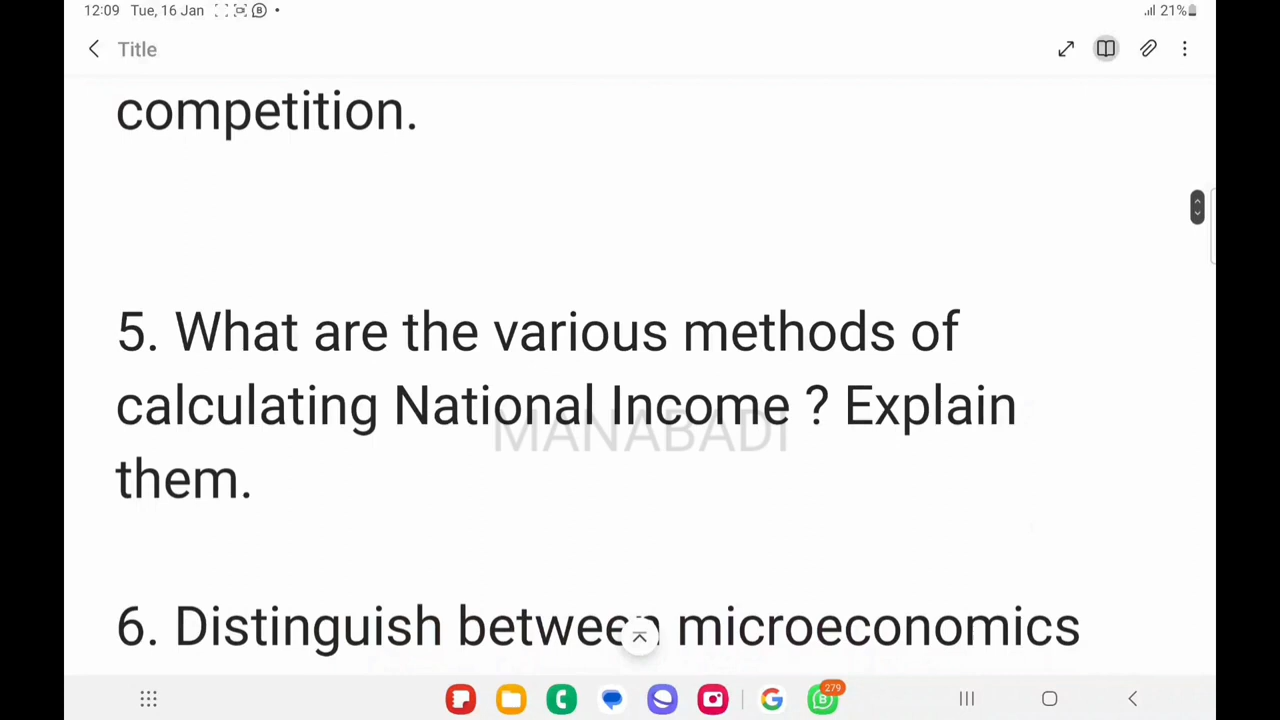 12:09 Tue, 16 Jan
21%
Title
competition.
5. What are the various methods of
calculating National Income ? Explain
MANABADI
them.
6. Distinguish between microeconomics
279